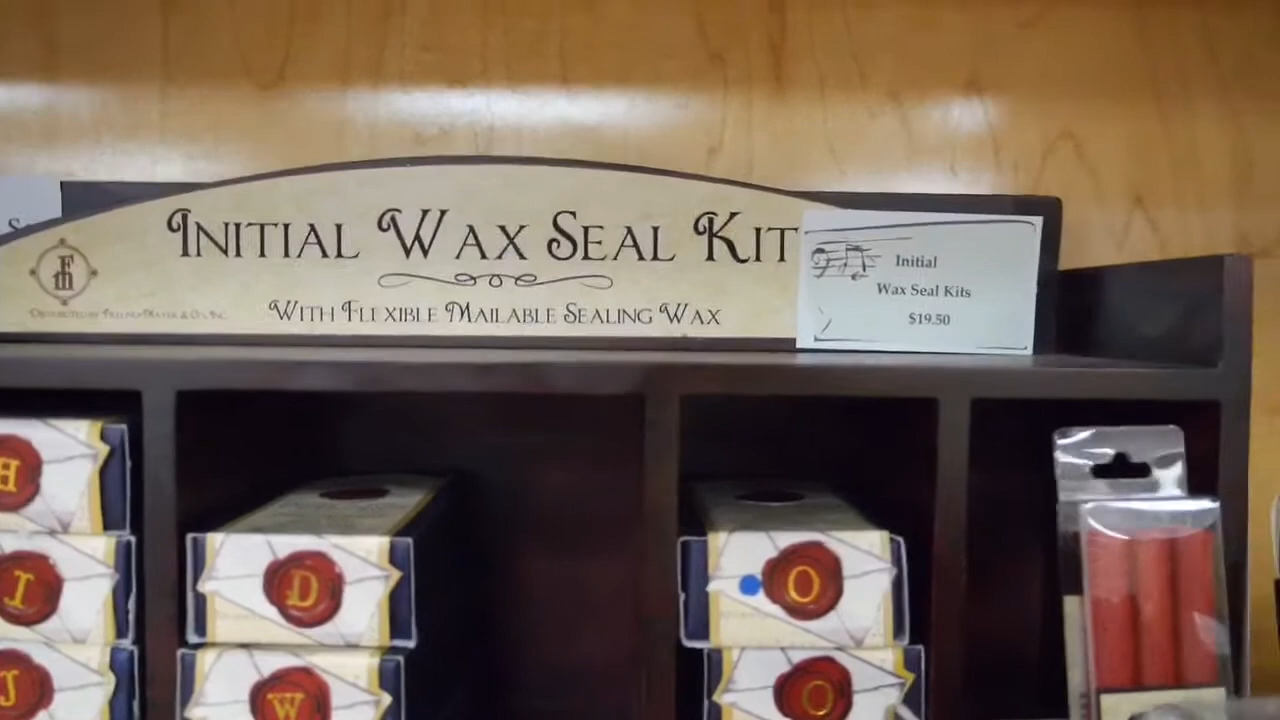 INITIAL WAX SEAL KIT
WITH FLEXIBLE MAILABLE SEALING WAX
Initial
Wax Seal Kits
$19.50
H
I
J
D
W
O
O